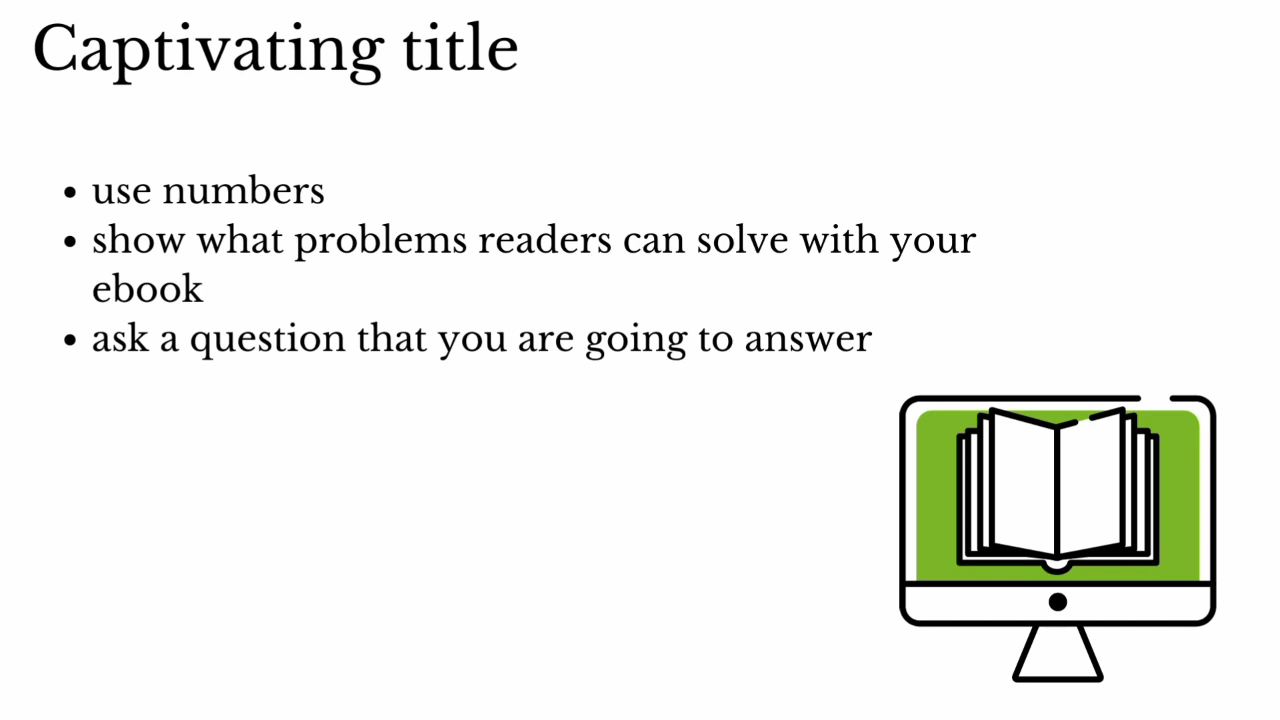 Captivating title
• use numbers
• show what problems readers can solve with your
ebook
• ask a question that you are going to answer